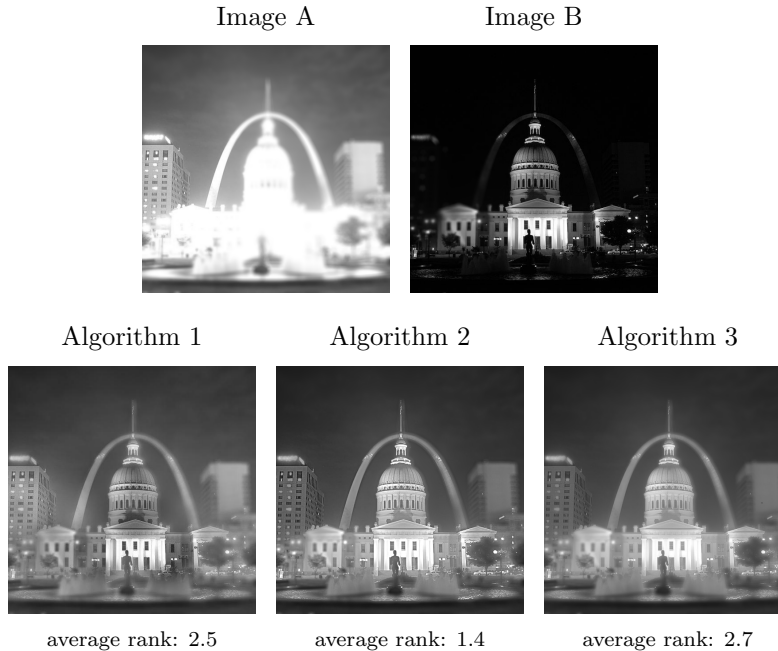 Image A
Image B
Algorithm 1
Algorithm 2
Algorithm 3
average rank: 2.5
average rank: 1.4
average rank: 2.7